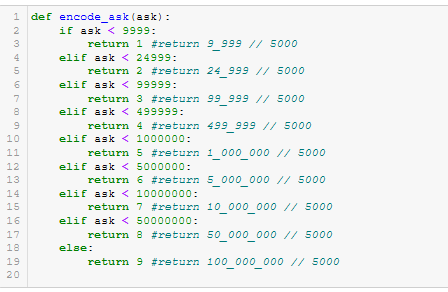 1 def encode_ask(ask):
2 if ask < 9999:
3 return 1 #return 9_999 // 5000
4 elif ask < 24999:
5 return 2 #return 24_999 // 5000
6 elif ask < 99999:
7 return 3 #return 99_999 // 5000
8 elif ask < 499999:
9 return 4 #return 499_999 // 5000
10 elif ask < 1000000:
11 return 5 #return 1_000_000 // 5000
12 elif ask < 5000000:
13 return 6 #return 5_000_000 // 5000
14 elif ask < 10000000:
15 return 7 #return 10_000_000 // 5000
16 elif ask < 50000000:
17 return 8 #return 50_000_000 // 5000
18 else:
19 return 9 #return 100_000_000 // 5000
20